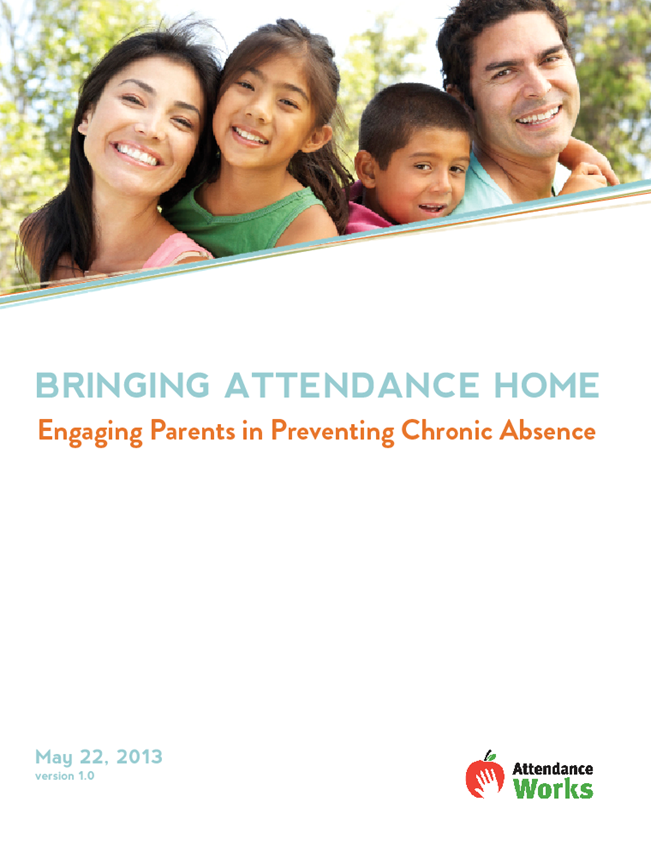 BRINGING ATTENDANCE HOME
Engaging Parents in Preventing Chronic Absence
May 22, 2013
version 1.0
Attendance
Works